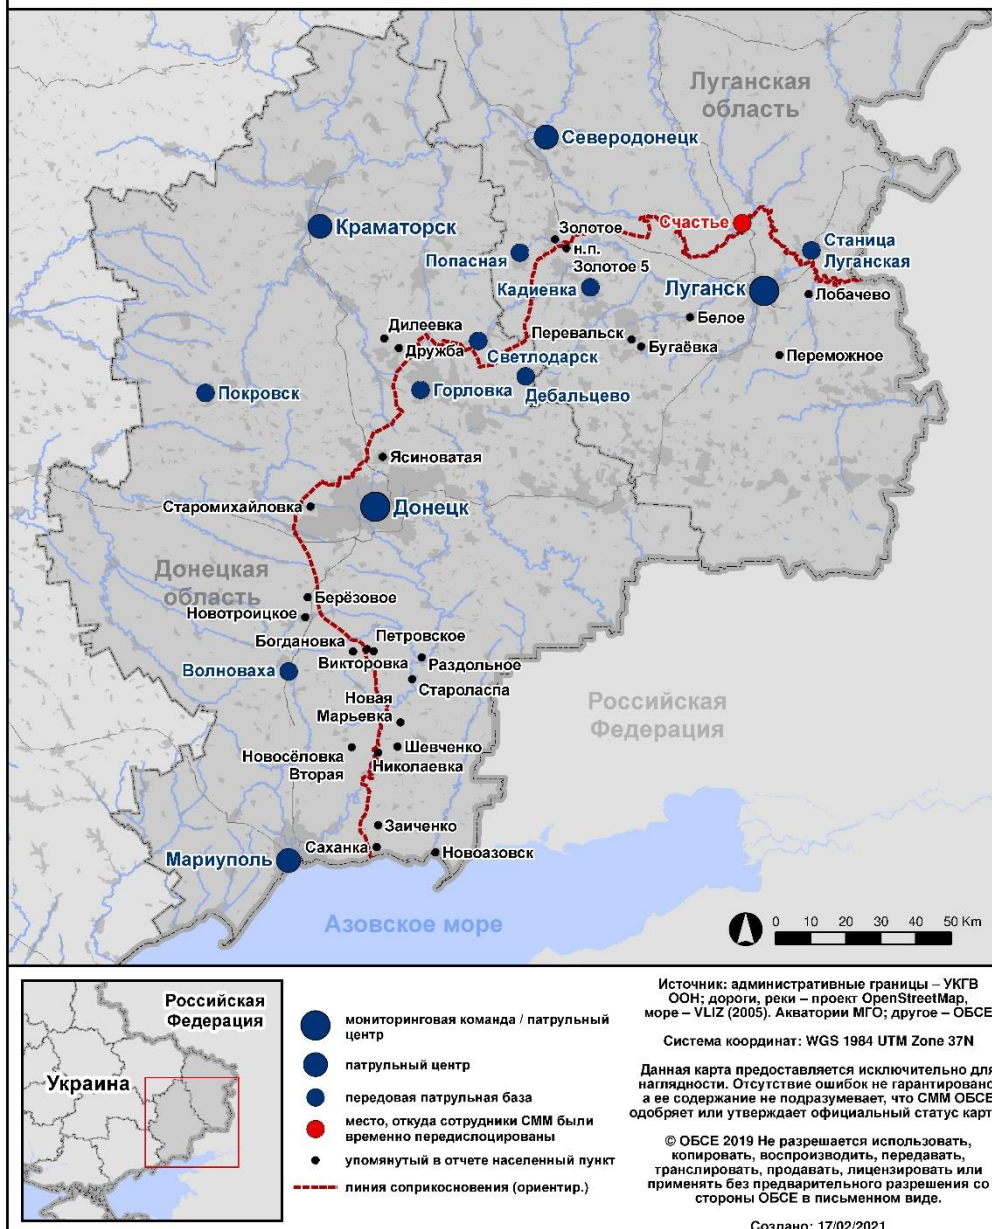 Луганская
область
Северодонецк
Краматорск
Золотое
Счастье
н.п.
Золотое 5
Попасная
Станица
Луганская
Кадиевка
Луганск
Лобачево
Белое
Дилеевка
Дружба
Перевальск
Бугаёвка
Светлодарск
Переможное
Покровск
Горловка
Дебальцево
Ясиноватая
Старомихайловка
Донецк
Донецкая
область
Берёзовое
Новотроицкое
Богдановка
Петровское
Викторовка
Раздольное
Волноваха
Староласпа
Новая
Марьевка
Российская
Федерация
Новосёловка
Вторая
Шевченко
Николаевка
Заиченко
Саханка
Новоазовск
Мариуполь
Азовское море
0 10 20 30 40 50 Km
Российская
Федерация
Украина
мониторинговая команда / патрульный
центр
патрульный центр
передовая патрульная база
место, откуда сотрудники СММ были
временно передислоцированы
упомянутый в отчете населенный пункт
линия соприкосновения (ориентир.)
Источник: административные границы – УКГВ
ООН; дороги, реки – проект OpenStreetMap,
море – VLIZ (2005). Акватории МГО; другое – ОБСЕ
Система координат: WGS 1984 UTM Zone 37N
Данная карта предоставляется исключительно для
наглядности. Отсутствие ошибок не гарантировано
а ее содержание не подразумевает, что СММ ОБСЕ
одобряет или утверждает официальный статус карт
© ОБСЕ 2019 Не разрешается использовать,
копировать, воспроизводить, передавать,
транслировать, продавать, лицензировать или
применять без предварительного разрешения со
стороны ОБСЕ в письменном виде.
Создано: 17/02/2021